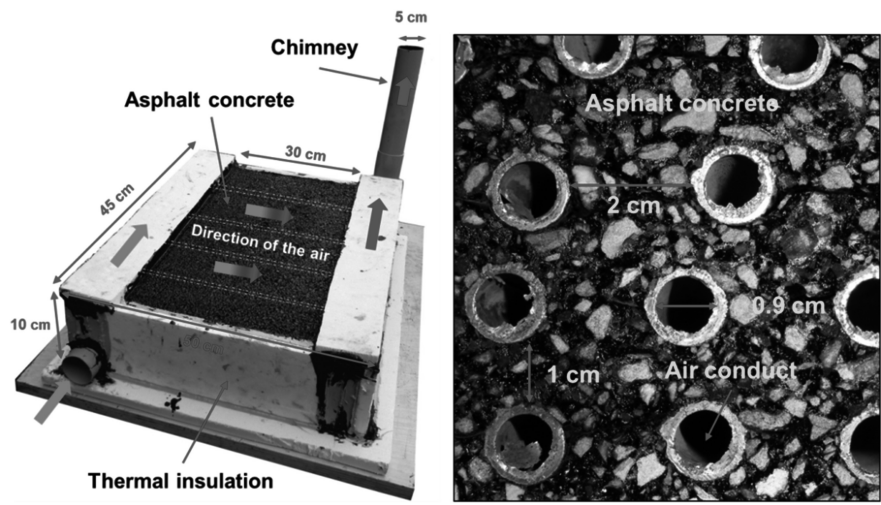 5 cm
Chimney
Asphalt concrete
30 cm
45 cm
Direction of the air
10 cm
Thermal insulation
Asphalt concrete
2 cm
0.9 cm
1 cm
Air conduct